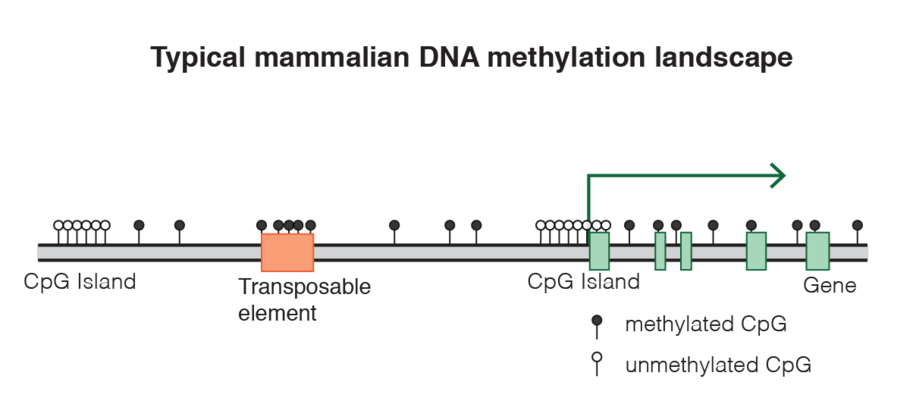 Typical mammalian DNA methylation landscape
CpG Island
Transposable
element
CpG Island
Gene
methylated CpG
unmethylated CpG